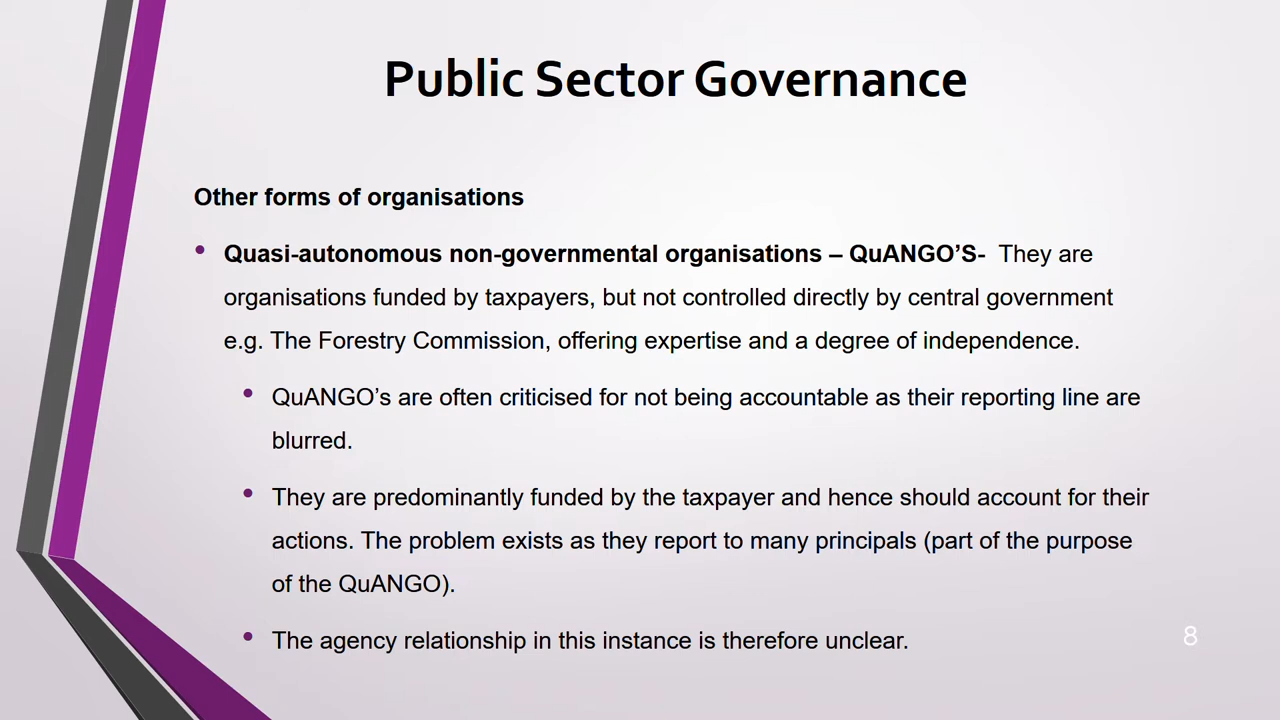 Public Sector Governance
Other forms of organisations
• Quasi-autonomous non-governmental organisations – QuANGO’S- They are
organisations funded by taxpayers, but not controlled directly by central government
e.g. The Forestry Commission, offering expertise and a degree of independence.
• QuANGO’s are often criticised for not being accountable as their reporting line are
blurred.
• They are predominantly funded by the taxpayer and hence should account for their
actions. The problem exists as they report to many principals (part of the purpose
of the QuANGO).
• The agency relationship in this instance is therefore unclear.
8